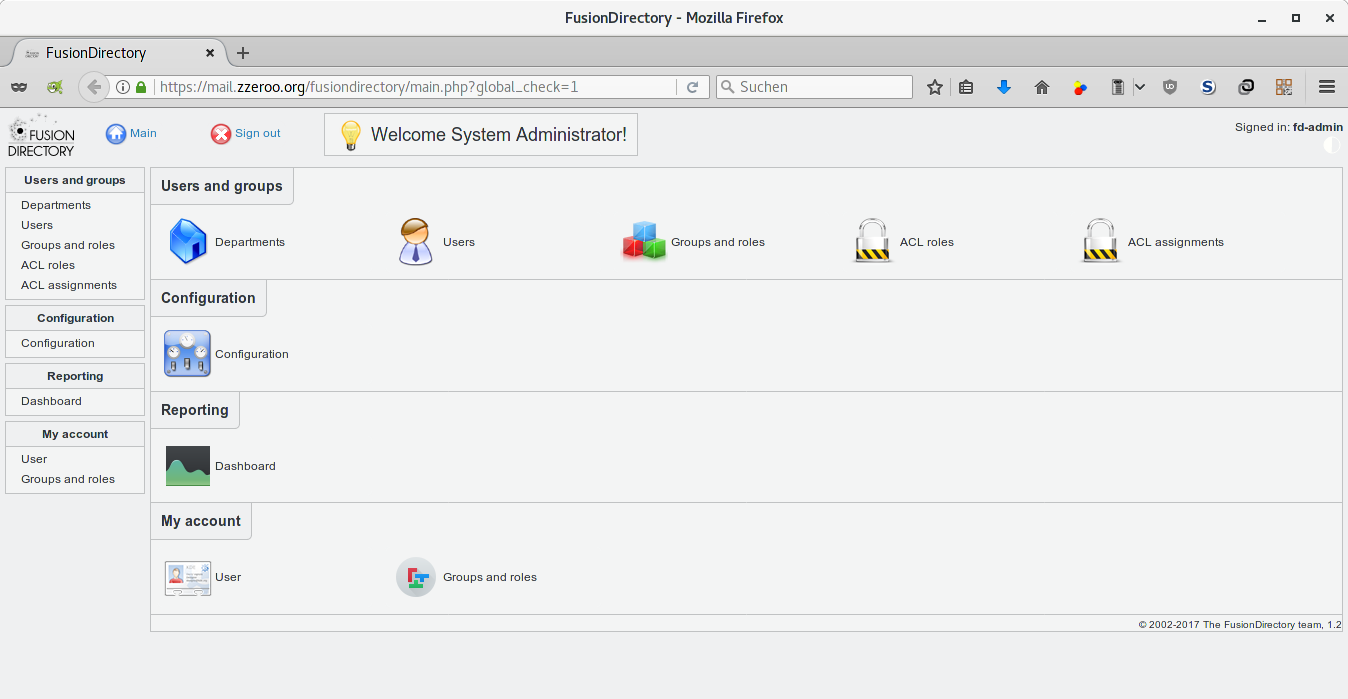 FusionDirectory - Mozilla Firefox
FusionDirectory
https://mail.zzeroo.org/fusiondirectory/main.php?global_check=1
Suchen
FUSION
DIRECTORY
Main
Sign out
Welcome System Administrator!
Signed in: fd-admin
Users and groups
Departments
Users
Groups and roles
ACL roles
ACL assignments
Configuration
Configuration
Reporting
Dashboard
My account
User
Groups and roles
Users and groups
Departments
Users
Groups and roles
ACL roles
ACL assignments
Configuration
Configuration
Reporting
Dashboard
My account
User
Groups and roles
© 2002-2017 The FusionDirectory team, 1.2